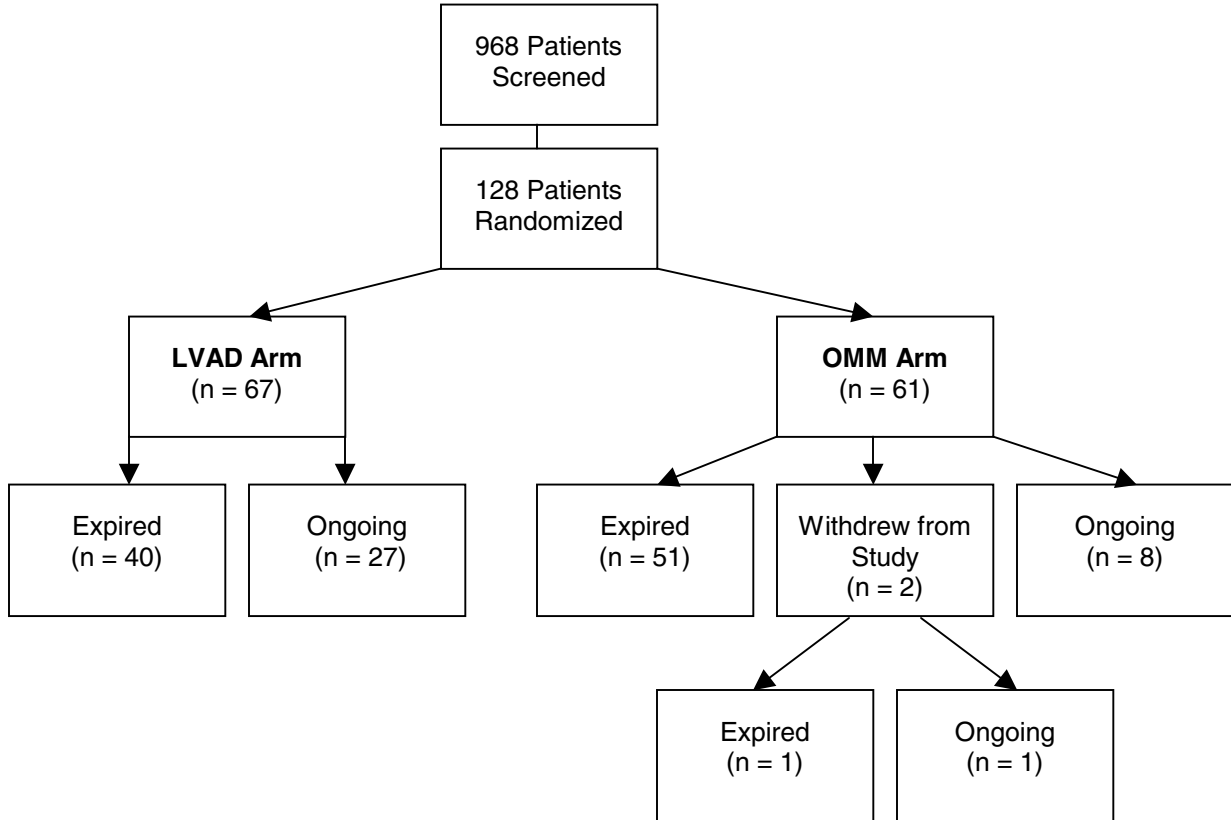 968 Patients
Screened
128 Patients
Randomized
LVAD Arm
(n = 67)
OMM Arm
(n = 61)
Expired
(n = 40)
Ongoing
(n = 27)
Expired
(n = 51)
Withdrew from
Study
(n = 2)
Ongoing
(n = 8)
Expired
(n = 1)
Ongoing
(n = 1)